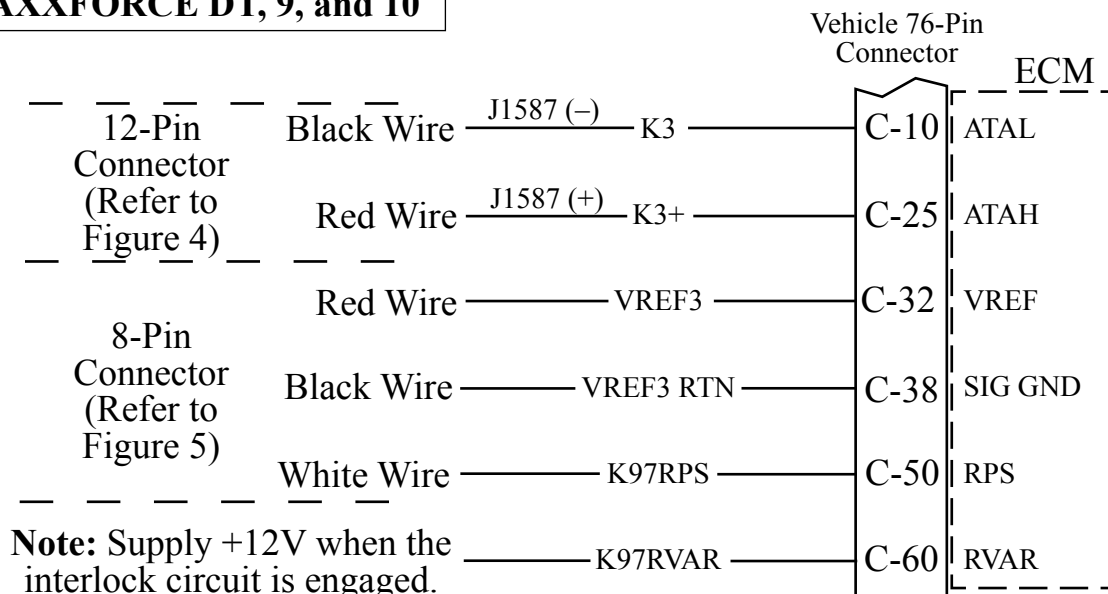 AXXFORCE DT, 9, and 10
Vehicle 76-Pin
Connector
ECM
12-Pin
Connector
(Refer to
Figure 4)
Black Wire J1587 (–) K3 C-10 ATAL
Red Wire J1587 (+) K3+ C-25 ATAH
8-Pin
Connector
(Refer to
Figure 5)
Red Wire VREF3 C-32 VREF
Black Wire VREF3 RTN C-38 SIG GND
White Wire K97RPS C-50 RPS
Note: Supply +12V when the
interlock circuit is engaged.
K97RVAR C-60 RVAR